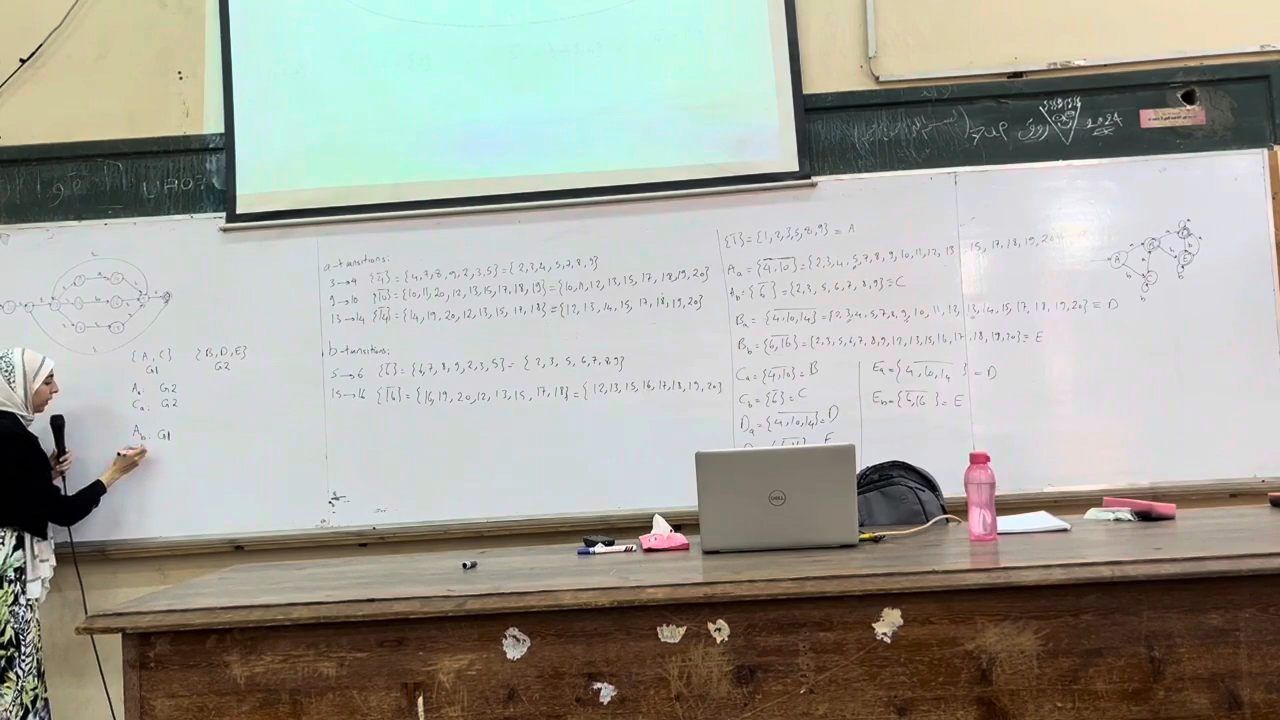 2024
a-transitions:
3→4 {4} = {4,7,8,9,2,3,5} = {2,3,4,5,7,8,9}
9→10 {10} = {10,11,20,12,13,15,17,18,19} = {10,11,12,13,15,17,18,19,20}
13→14 {14} = {14,19,20,12,13,15,17,18} = {12,13,14,15,17,18,19,20}
b-transitions:
5→6 {6} = {6,7,8,9,2,3,5} = {2,3,5,6,7,8,9}
15→16 {16} = {16,19,20,12,13,15,17,18} = {12,13,15,16,17,18,19,20}
{A,C} {B,D,E}
G1 G2
Aa: G2
Ca: G2
Ab: G1
{1} = {1,2,3,5,8,9} ≡ A
Aa = {4,10} = {2,3,4,5,7,8,9,10,11,12,13,15,17,18,19,20
Ab = {6} = {2,3,5,6,7,8,9} ≡ C
Ba = {4,10,14} = {2,3,4,5,7,8,9,10,11,12,13,14,15,17,18,19,20} ≡ D
Bb = {6,16} = {2,3,5,6,7,8,9,12,13,15,16,17,18,19,20} ≡ E
Ca = {4,10} = B
Cb = {6} = C
Da = {4,10,14} = D
Ea = {4,10,14} = D
Eb = {6,16} = E
DELL